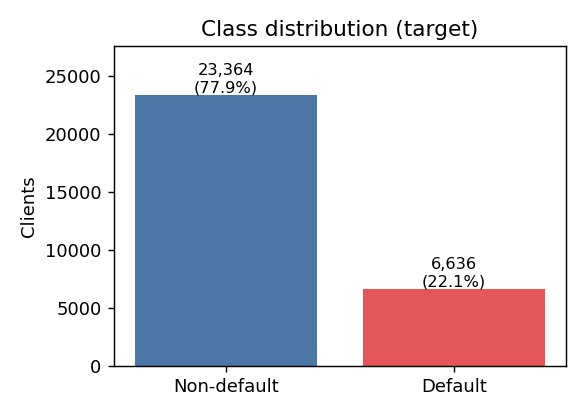 Class distribution (target)
23,364
(77.9%)
6,636
(22.1%)
25000
20000
15000
10000
5000
0
Clients
Non-default
Default